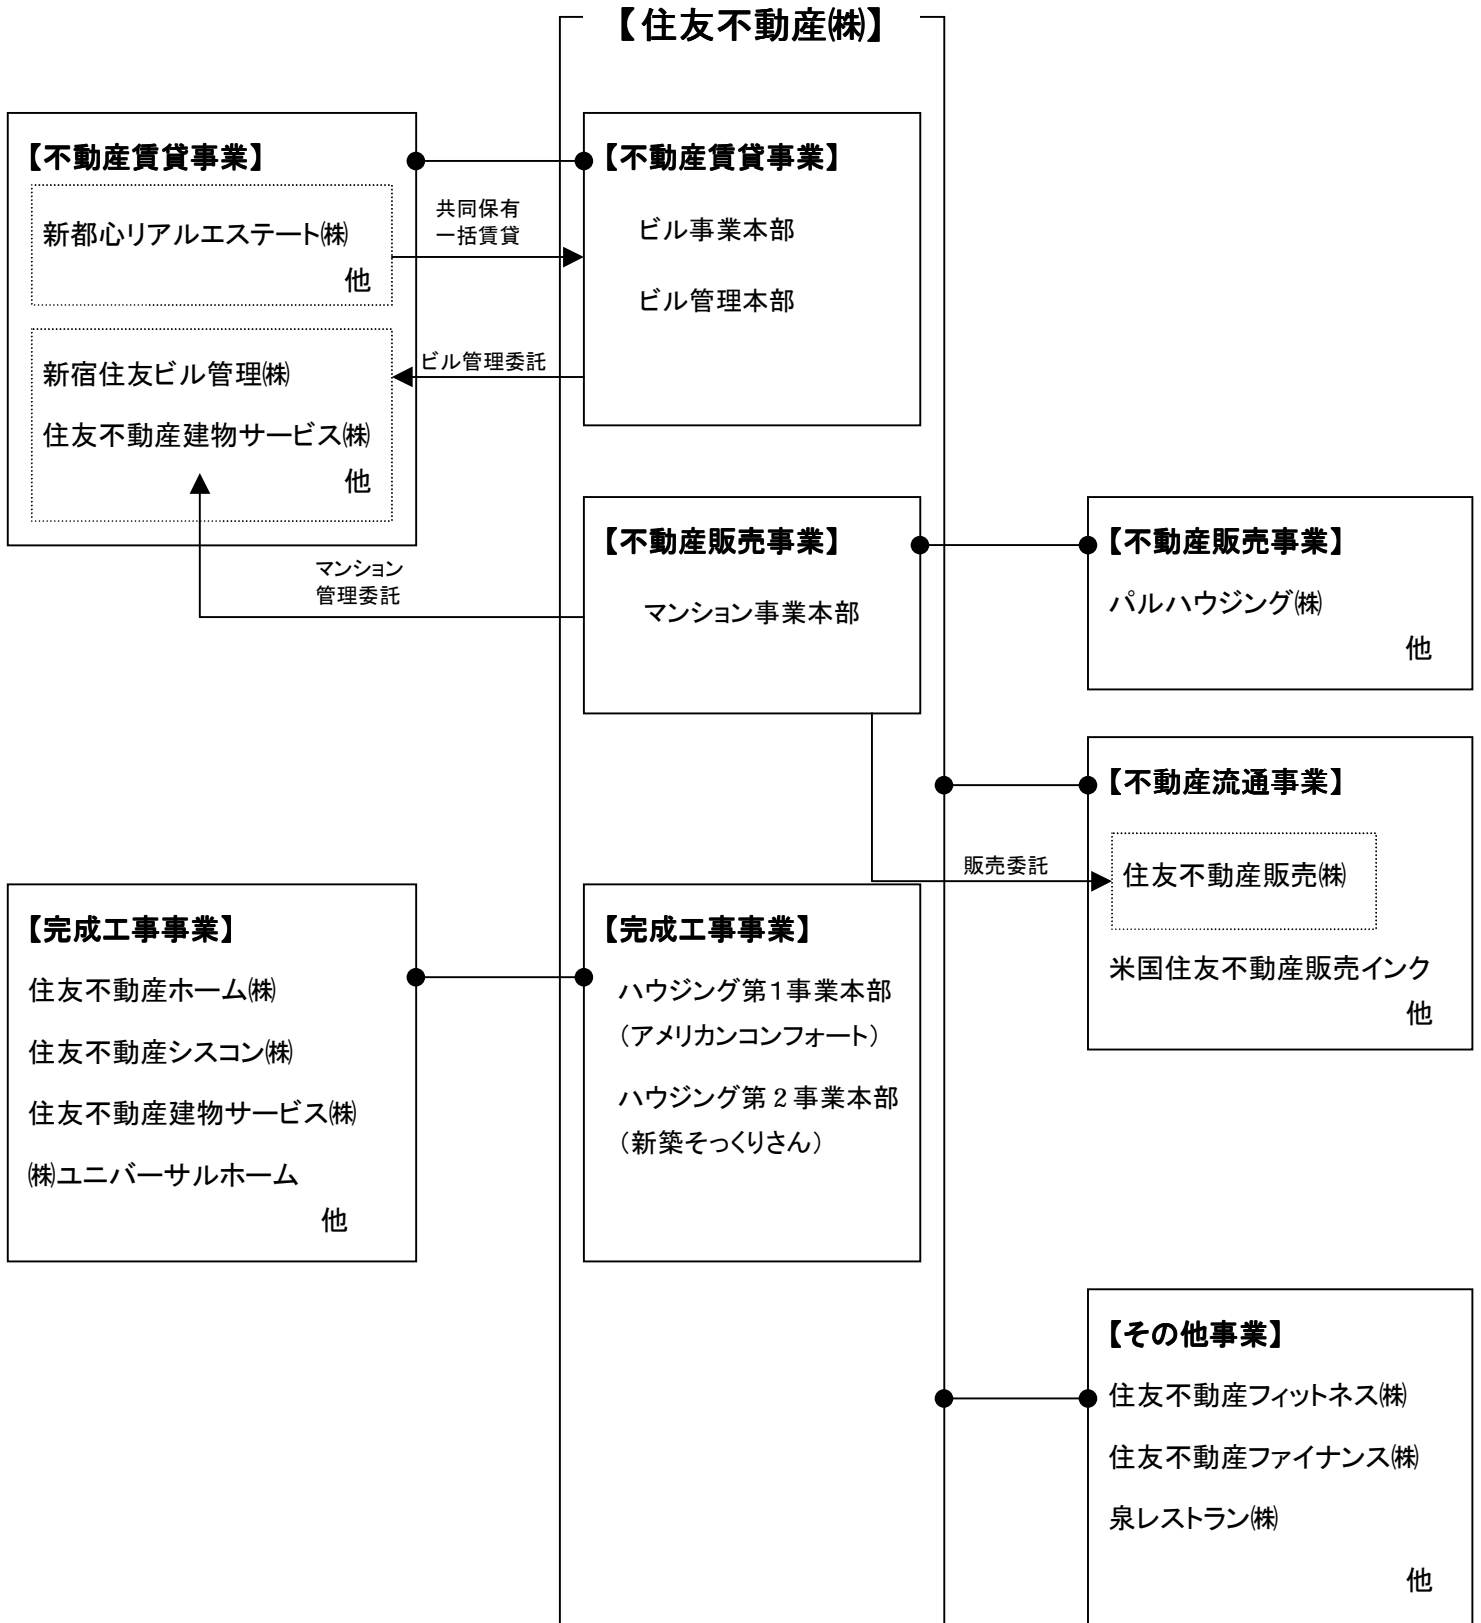 【住友不動産㈱】
【不動産賃貸事業】
新都心リアルエステート㈱
他
新宿住友ビル管理㈱
住友不動産建物サービス㈱
他
共同保有
一括賃貸
ビル管理委託
【不動産賃貸事業】
ビル事業本部
ビル管理本部
マンション
管理委託
【不動産販売事業】
マンション事業本部
【不動産販売事業】
パルハウジング㈱
他
【不動産流通事業】
販売委託
住友不動産販売㈱
米国住友不動産販売インク
他
【完成工事事業】
住友不動産ホーム㈱
住友不動産シスコン㈱
住友不動産建物サービス㈱
㈱ユニバーサルホーム
他
【完成工事事業】
ハウジング第1事業本部
（アメリカンコンフォート）
ハウジング第２事業本部
（新築そっくりさん）
【その他事業】
住友不動産フィットネス㈱
住友不動産ファイナンス㈱
泉レストラン㈱
他